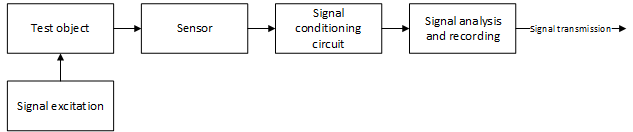 Test object
Sensor
Signal
conditioning
circuit
Signal analysis
and recording
Signal transmission
Signal excitation